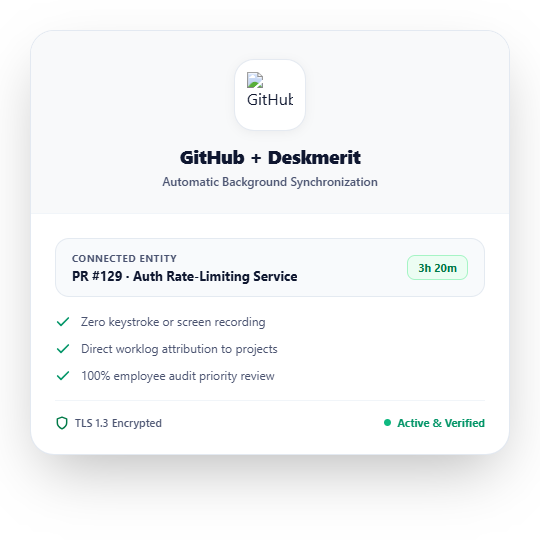 GitHub
GitHub + Deskmerit
Automatic Background Synchronization
CONNECTED ENTITY
PR #129 · Auth Rate-Limiting Service
3h 20m
Zero keystroke or screen recording
Direct worklog attribution to projects
100% employee audit priority review
TLS 1.3 Encrypted
Active & Verified